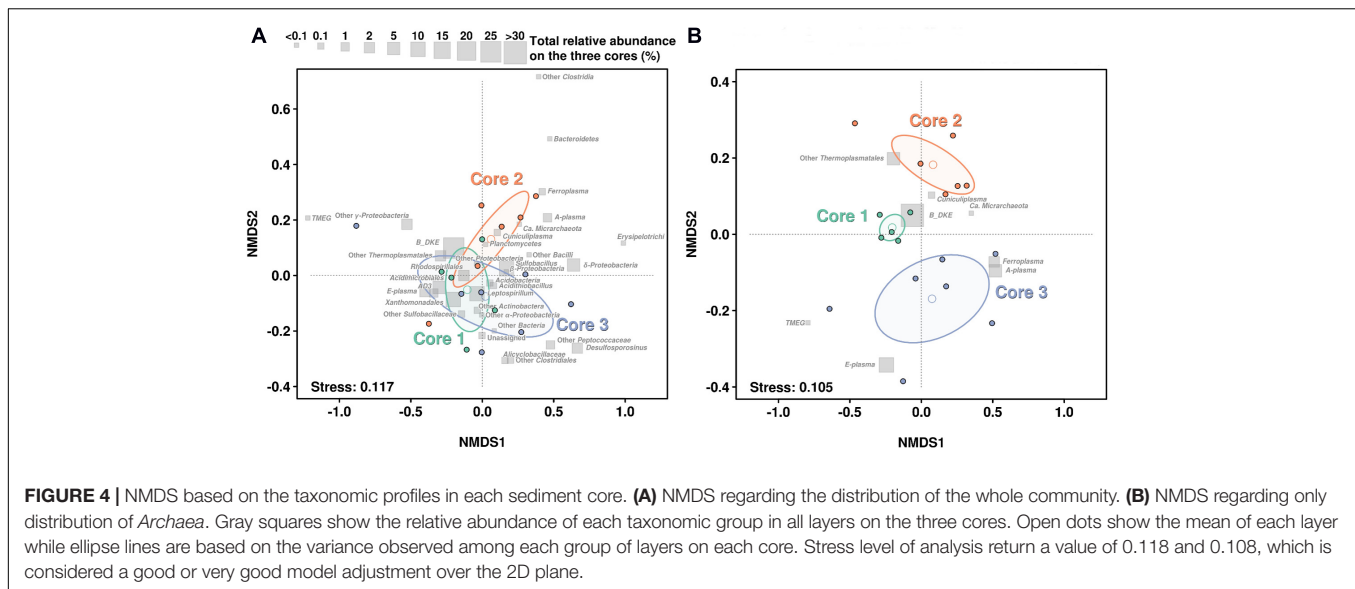 A
<0.1 0.1 1 2 5 10 15 20 25 >30
Total relative abundance
on the three cores (%)
Other Clostridia
Bacteroidetes
Core 2
Ferroplasma
TMEG
Other γ-Proteobacteria
A-plasma
Ca. Micrarchaeota
Cuniculiplasma
Erysipelotrichi
B_DKE
Planctomycetes
Other Thermoplasmatales
Other Proteobacteria
Other Bacilli
Rhodospirillales
Sulfobacillus
β-Proteobacteria
δ-Proteobacteria
Acidimicrobiales
Acidobacteria
AD3
Acidithiobacillus
E-plasma
Leptospirillum
Xanthomonadales
Other Actinobacteria
Other Sulfobacillaceae
Other α-Proteobacteria
Core 3
Other Bacteria
Core 1
Unassigned
Other Peptococcaceae
Desulfosporosinus
Alicyclobacillaceae
Other Clostridiales
Stress: 0.117
0.6
0.4
0.2
0.0
-0.2
-0.4
NMDS2
-1.0 -0.5 0.0 0.5 1.0
NMDS1
B
Core 2
Other Thermoplasmatales
Cuniculiplasma
Ca. Micrarchaeota
Core 1
B_DKE
Ferroplasma
A-plasma
Core 3
TMEG
E-plasma
Stress: 0.105
0.4
0.2
0.0
-0.2
-0.4
NMDS2
-1.0 -0.5 0.0 0.5 1.0
NMDS1
FIGURE 4 | NMDS based on the taxonomic profiles in each sediment core. (A) NMDS regarding the distribution of the whole community. (B) NMDS regarding only
distribution of Archaea. Gray squares show the relative abundance of each taxonomic group in all layers on the three cores. Open dots show the mean of each layer
while ellipse lines are based on the variance observed among each group of layers on each core. Stress level of analysis return a value of 0.118 and 0.108, which is
considered a good or very good model adjustment over the 2D plane.